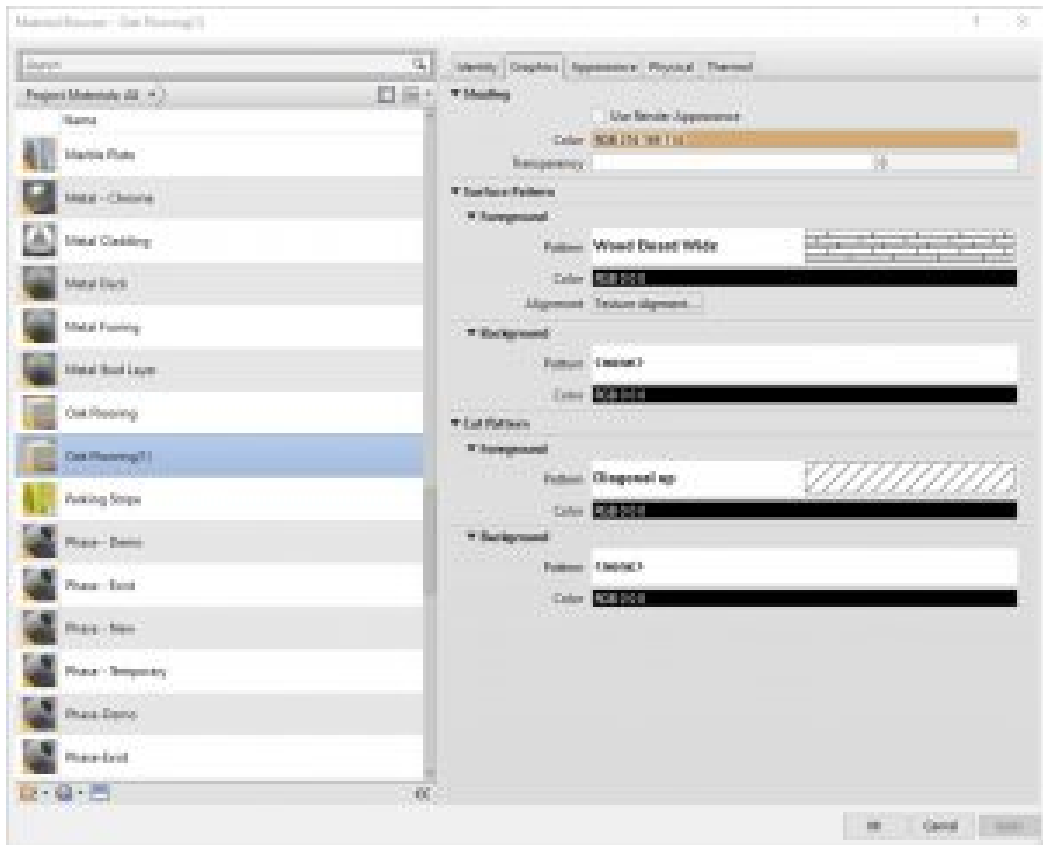 Material Browser - Oak Flooring(1)
Search
Project Materials: All
Name
Marble Plate
Metal - Chrome
Metal Cladding
Metal Deck
Metal Furring
Metal Stud Layer
Oak Flooring
Oak Flooring(1)
Parking Stripe
Phase - Demo
Phase - Exist
Phase - New
Phase - Temporary
Phase-Demo
Phase-Exist
Identity Graphics Appearance Physical Thermal
Shading
Use Render Appearance
Color RGB
Transparency 0
Surface Pattern
Foreground
Pattern Wood Board Wide
Color RGB 0 0 0
Alignment Texture Alignment...
Background
Pattern <none>
Color RGB 0 0 0
Cut Pattern
Foreground
Pattern Diagonal up
Color RGB 0 0 0
Background
Pattern <none>
Color RGB 0 0 0
OK Cancel Apply